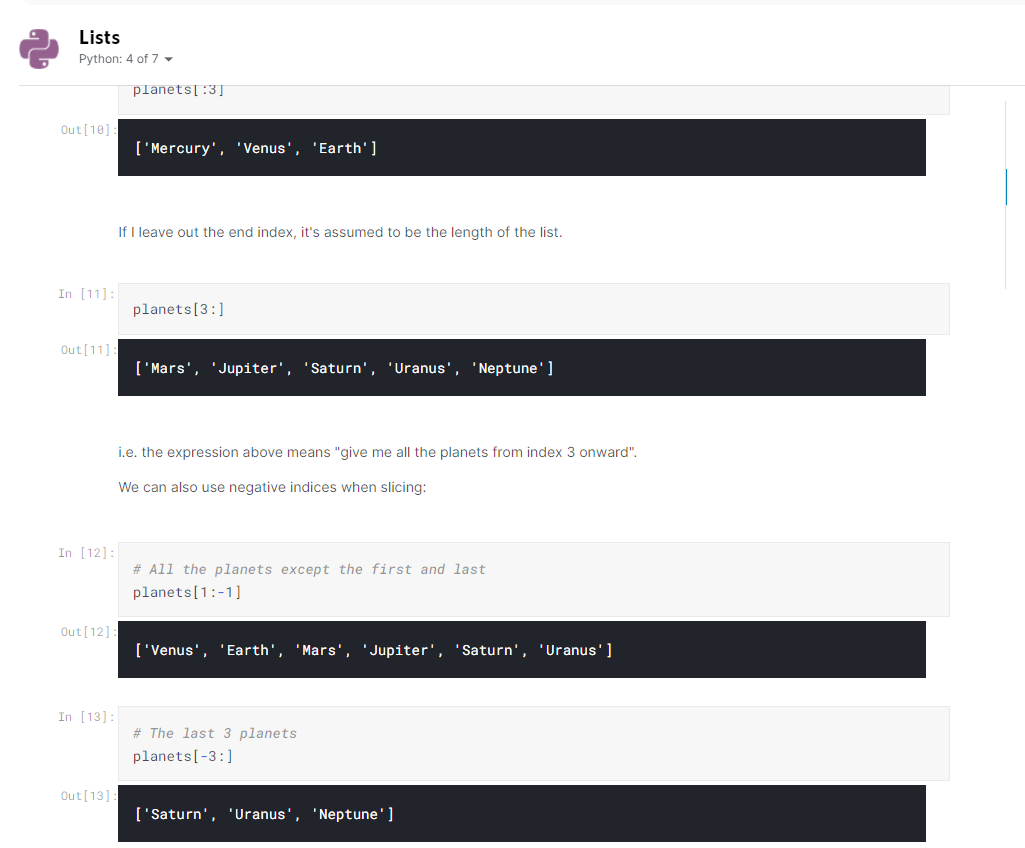 Lists
Python: 4 of 7
planets[:3]
Out[10]:
['Mercury', 'Venus', 'Earth']
If I leave out the end index, it's assumed to be the length of the list.
In [11]:
planets[3:]
Out[11]:
['Mars', 'Jupiter', 'Saturn', 'Uranus', 'Neptune']
i.e. the expression above means "give me all the planets from index 3 onward".
We can also use negative indices when slicing:
In [12]:
# All the planets except the first and last
planets[1:-1]
Out[12]:
['Venus', 'Earth', 'Mars', 'Jupiter', 'Saturn', 'Uranus']
In [13]:
# The last 3 planets
planets[-3:]
Out[13]:
['Saturn', 'Uranus', 'Neptune']